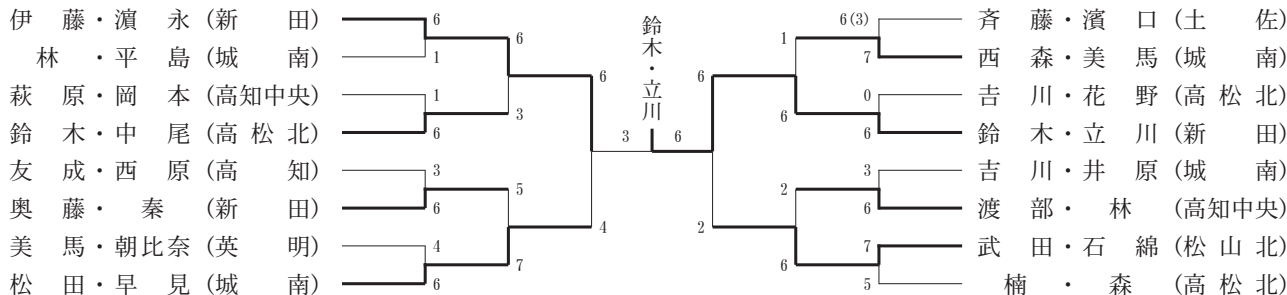 伊藤・濵永(新田)
林・平島(城南)
萩原・岡本(高知中央)
鈴木・中尾(高松北)
友成・西原(高知)
奥藤・秦(新田)
美馬・朝比奈(英明)
松田・早見(城南)
6
1
1
6
3
6
4
6
6
3
5
7
6
4
3
鈴木・立川
6
6
2
1
6
2
6
6(3)
7
0
6
3
6
7
5
斉藤・濱口(土佐)
西森・美馬(城南)
吉川・花野(高松北)
鈴木・立川(新田)
吉川・井原(城南)
渡部・林(高知中央)
武田・石綿(松山北)
楠・森(高松北)